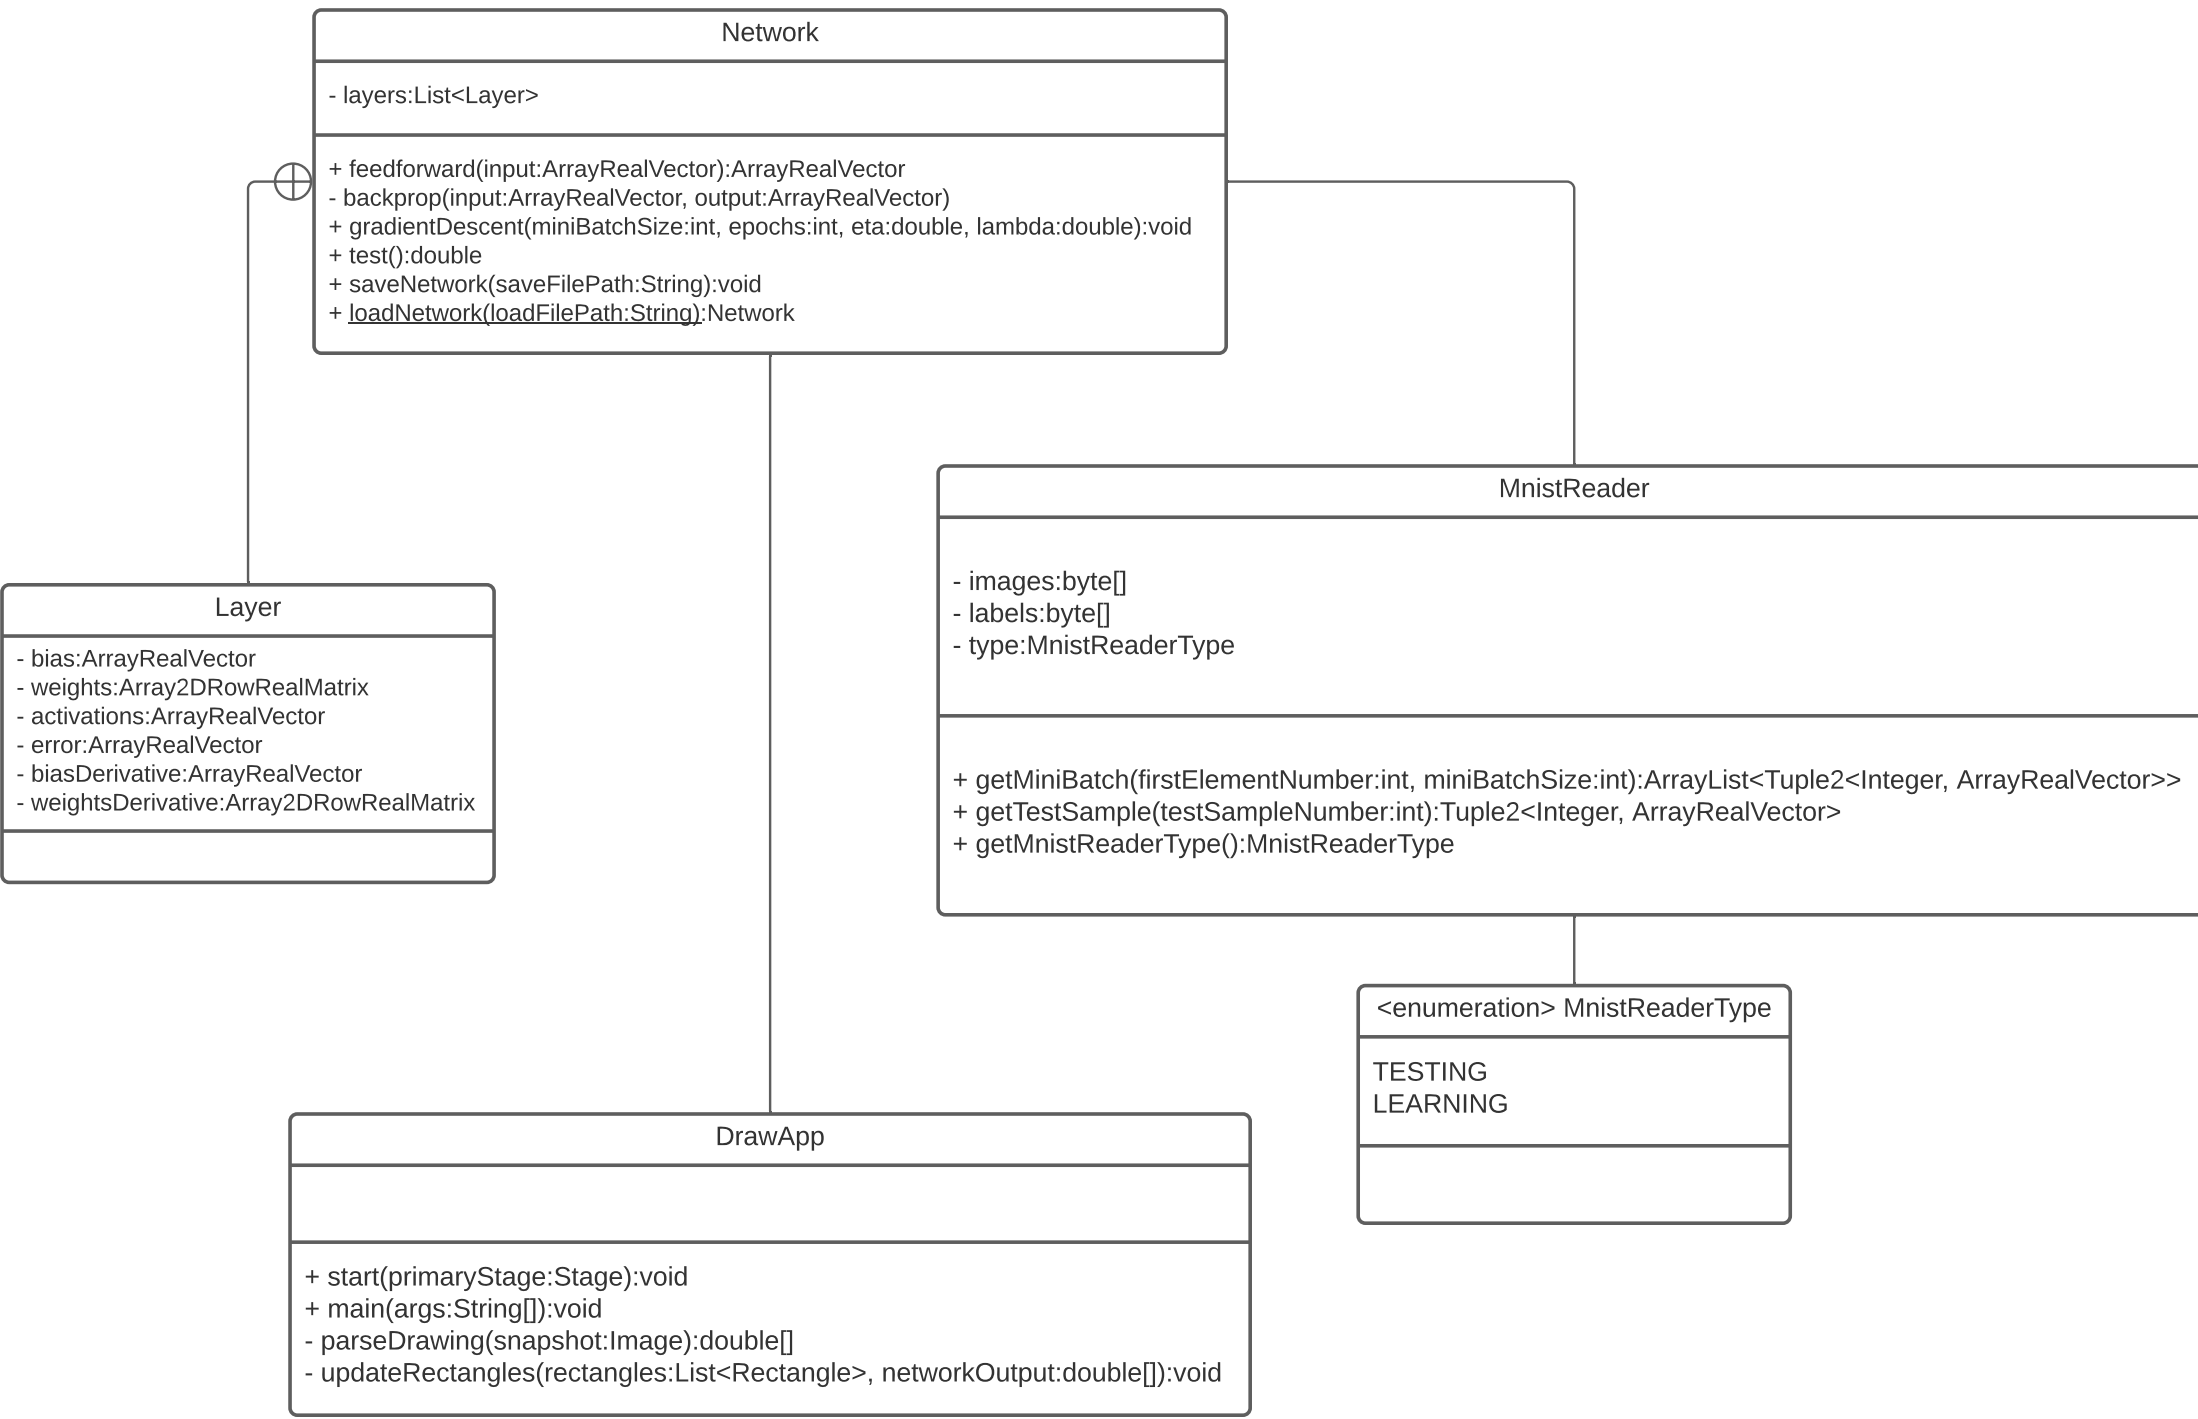 Network
- layers:List<Layer>
+ feedforward(input:ArrayRealVector):ArrayRealVector
- backprop(input:ArrayRealVector, output:ArrayRealVector)
+ gradientDescent(miniBatchSize:int, epochs:int, eta:double, lambda:double):void
+ test():double
+ saveNetwork(saveFilePath:String):void
+ loadNetwork(loadFilePath:String):Network
MnistReader
- images:byte[]
- labels:byte[]
- type:MnistReaderType
+ getMiniBatch(firstElementNumber:int, miniBatchSize:int):ArrayList<Tuple2<Integer, ArrayRealVector>>
+ getTestSample(testSampleNumber:int):Tuple2<Integer, ArrayRealVector>
+ getMnistReaderType():MnistReaderType
Layer
- bias:ArrayRealVector
- weights:Array2DRowRealMatrix
- activations:ArrayRealVector
- error:ArrayRealVector
- biasDerivative:ArrayRealVector
- weightsDerivative:Array2DRowRealMatrix
<enumeration> MnistReaderType
TESTING
LEARNING
DrawApp
+ start(primaryStage:Stage):void
+ main(args:String[]):void
- parseDrawing(snapshot:Image):double[]
- updateRectangles(rectangles:List<Rectangle>, networkOutput:double[]):void